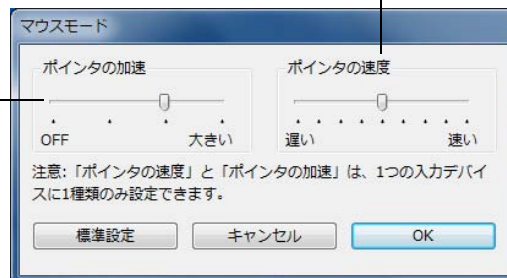 マウスモード
ポインタの加速
ポインタの速度
OFF
大きい
遅い
速い
注意:「ポインタの速度」と「ポインタの加速」は、1つの入力デバイ
スに1種類のみ設定できます。
標準設定
キャンセル
OK